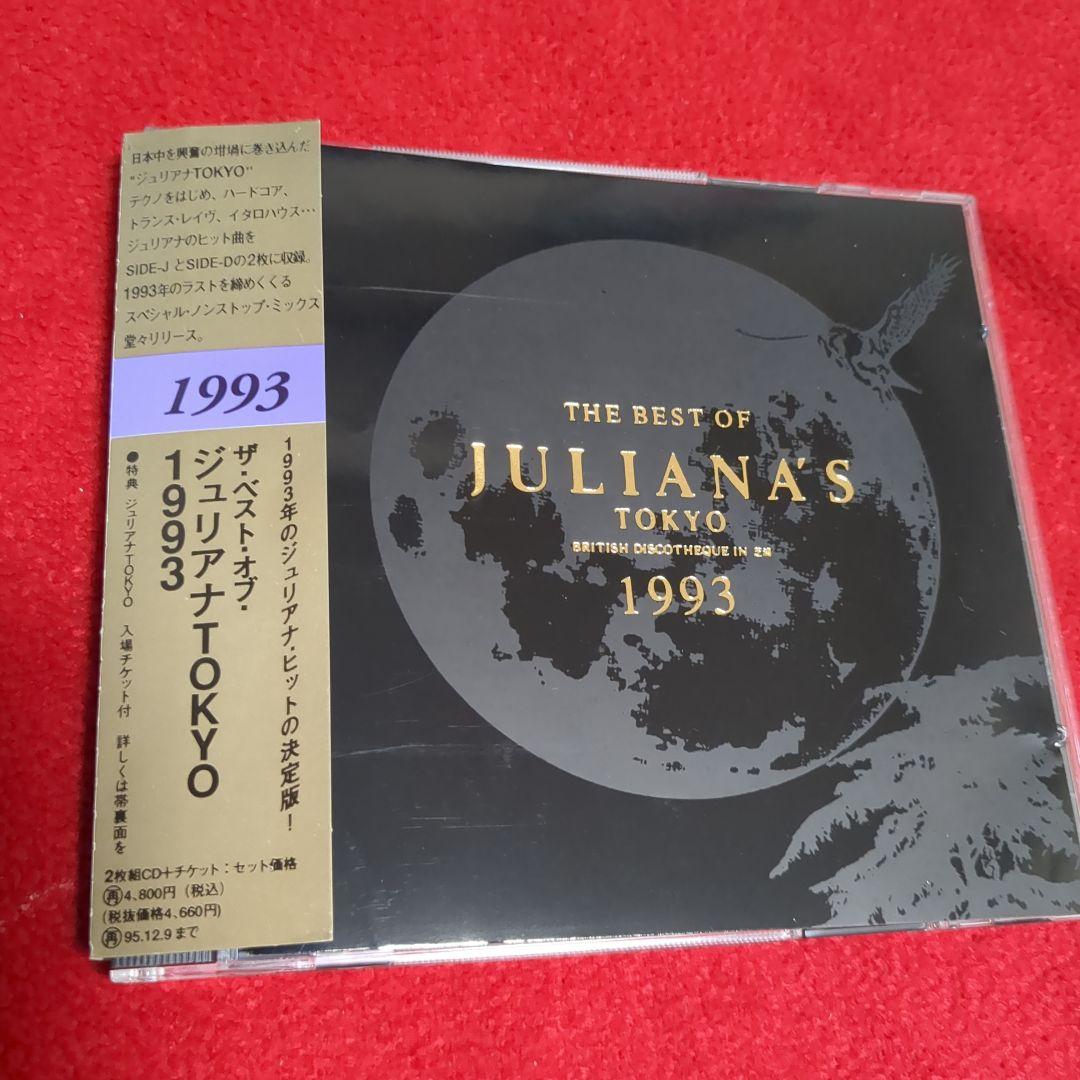 日本中を興奮の坩堝に巻き込んだ
"ジュリアナTOKYO"
テクノをはじめ、ハードコア、
トランス・レイヴ、イタロハウス…
ジュリアナのヒット曲を
SIDE-JとSIDE-Dの2枚に収録。
1993年のラストを締めくくる
スペシャル・ノンストップ・ミックス
堂々リリース。
1993
1993年のジュリアナ・ヒットの決定版!
ザ・ベスト・オブ・
ジュリアナTOKYO
1993
●特典 ジュリアナTOKYO 入場チケット付 詳しくは帯裏面を
2枚組CD+チケット:セット価格
再4,800円(税込)
(税抜価格4,660円)
再95.12.9まで
THE BEST OF
JULIANA'S
TOKYO
BRITISH DISCOTHEQUE IN 芝浦
1993